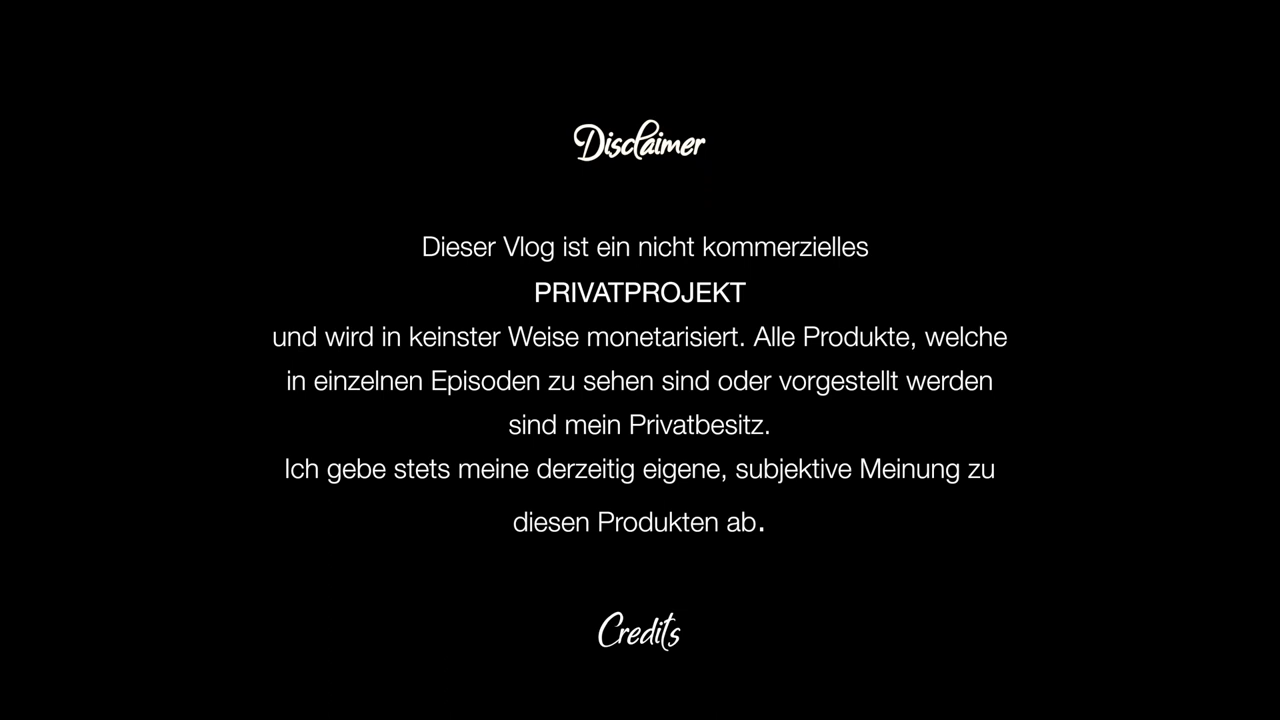 Disclaimer
Dieser Vlog ist ein nicht kommerzielles
PRIVATPROJEKT
und wird in keinster Weise monetarisiert. Alle Produkte, welche
in einzelnen Episoden zu sehen sind oder vorgestellt werden
sind mein Privatbesitz.
Ich gebe stets meine derzeitig eigene, subjektive Meinung zu
diesen Produkten ab.
Credits